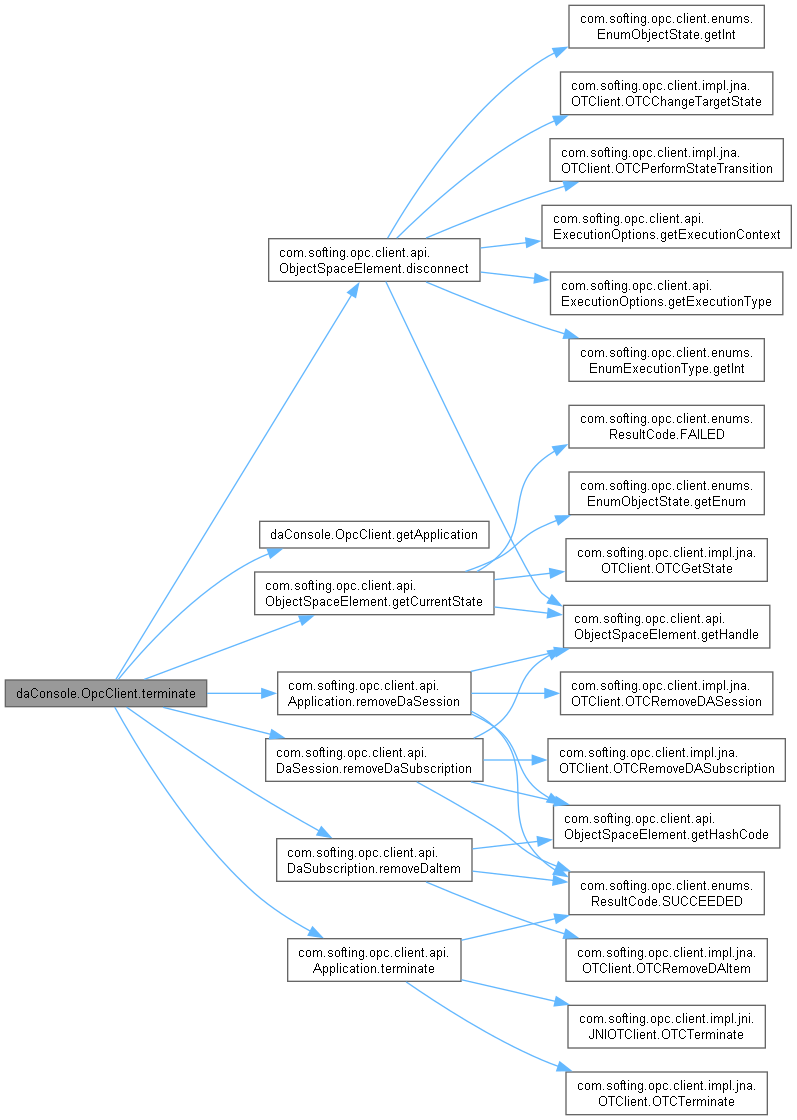 com.softing.opc.client.enums.
EnumObjectState.getInt
com.softing.opc.client.impl.jna.
OTClient.OTCChangeTargetState
com.softing.opc.client.impl.jna.
OTClient.OTCPerformStateTransition
com.softing.opc.client.api.
ExecutionOptions.getExecutionContext
com.softing.opc.client.api.
ObjectSpaceElement.disconnect
com.softing.opc.client.api.
ExecutionOptions.getExecutionType
com.softing.opc.client.enums.
EnumExecutionType.getInt
com.softing.opc.client.enums.
ResultCode.FAILED
com.softing.opc.client.enums.
EnumObjectState.getEnum
daConsole.OpcClient.getApplication
com.softing.opc.client.impl.jna.
OTClient.OTCGetState
com.softing.opc.client.api.
ObjectSpaceElement.getCurrentState
com.softing.opc.client.api.
ObjectSpaceElement.getHandle
daConsole.OpcClient.terminate
com.softing.opc.client.api.
Application.removeDaSession
com.softing.opc.client.impl.jna.
OTClient.OTCRemoveDASession
com.softing.opc.client.api.
DaSession.removeDaSubscription
com.softing.opc.client.impl.jna.
OTClient.OTCRemoveDASubscription
com.softing.opc.client.api.
ObjectSpaceElement.getHashCode
com.softing.opc.client.api.
DaSubscription.removeDaItem
com.softing.opc.client.enums.
ResultCode.SUCCEEDED
com.softing.opc.client.api.
Application.terminate
com.softing.opc.client.impl.jna.
OTClient.OTCRemoveDAItem
com.softing.opc.client.impl.jni.
JNIOTClient.OTCTerminate
com.softing.opc.client.impl.jna.
OTClient.OTCTerminate